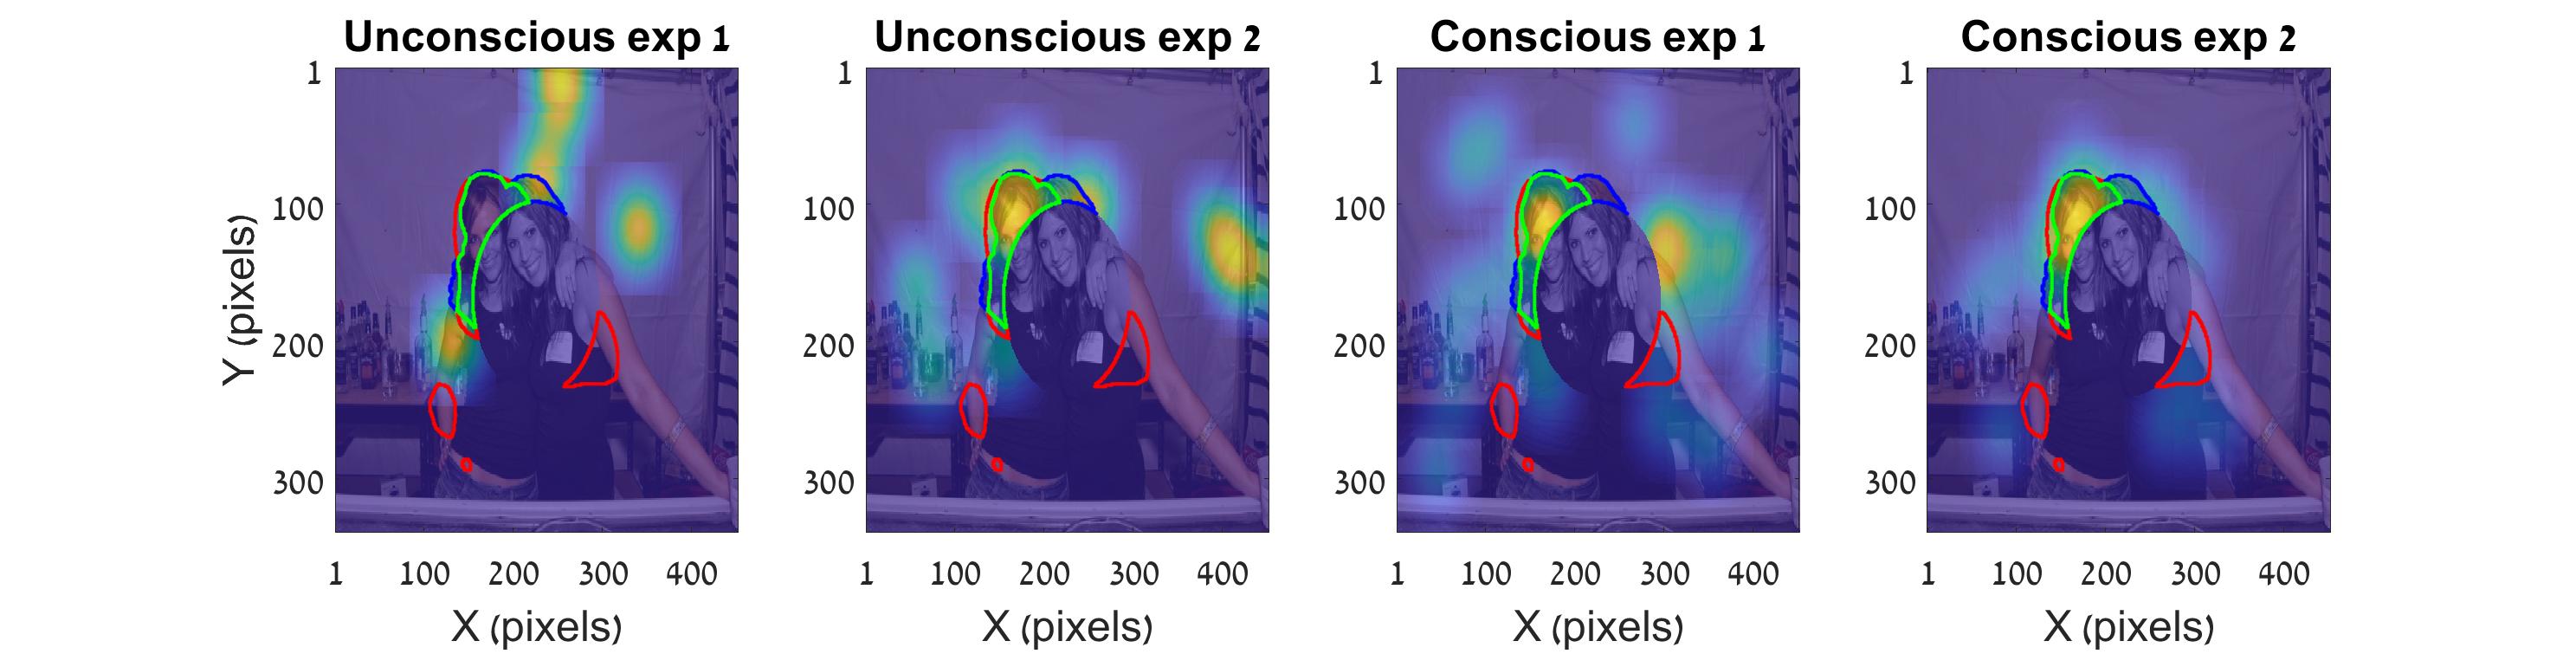 Unconscious exp 1 Unconscious exp 2 Conscious exp 1 Conscious exp 2
1 1 1 1
100 100 100 100
Y (pixels)
200 200 200 200
300 300 300 300
1 100 200 300 400 1 100 200 300 400 1 100 200 300 400 1 100 200 300 400
X (pixels) X (pixels) X (pixels) X (pixels)